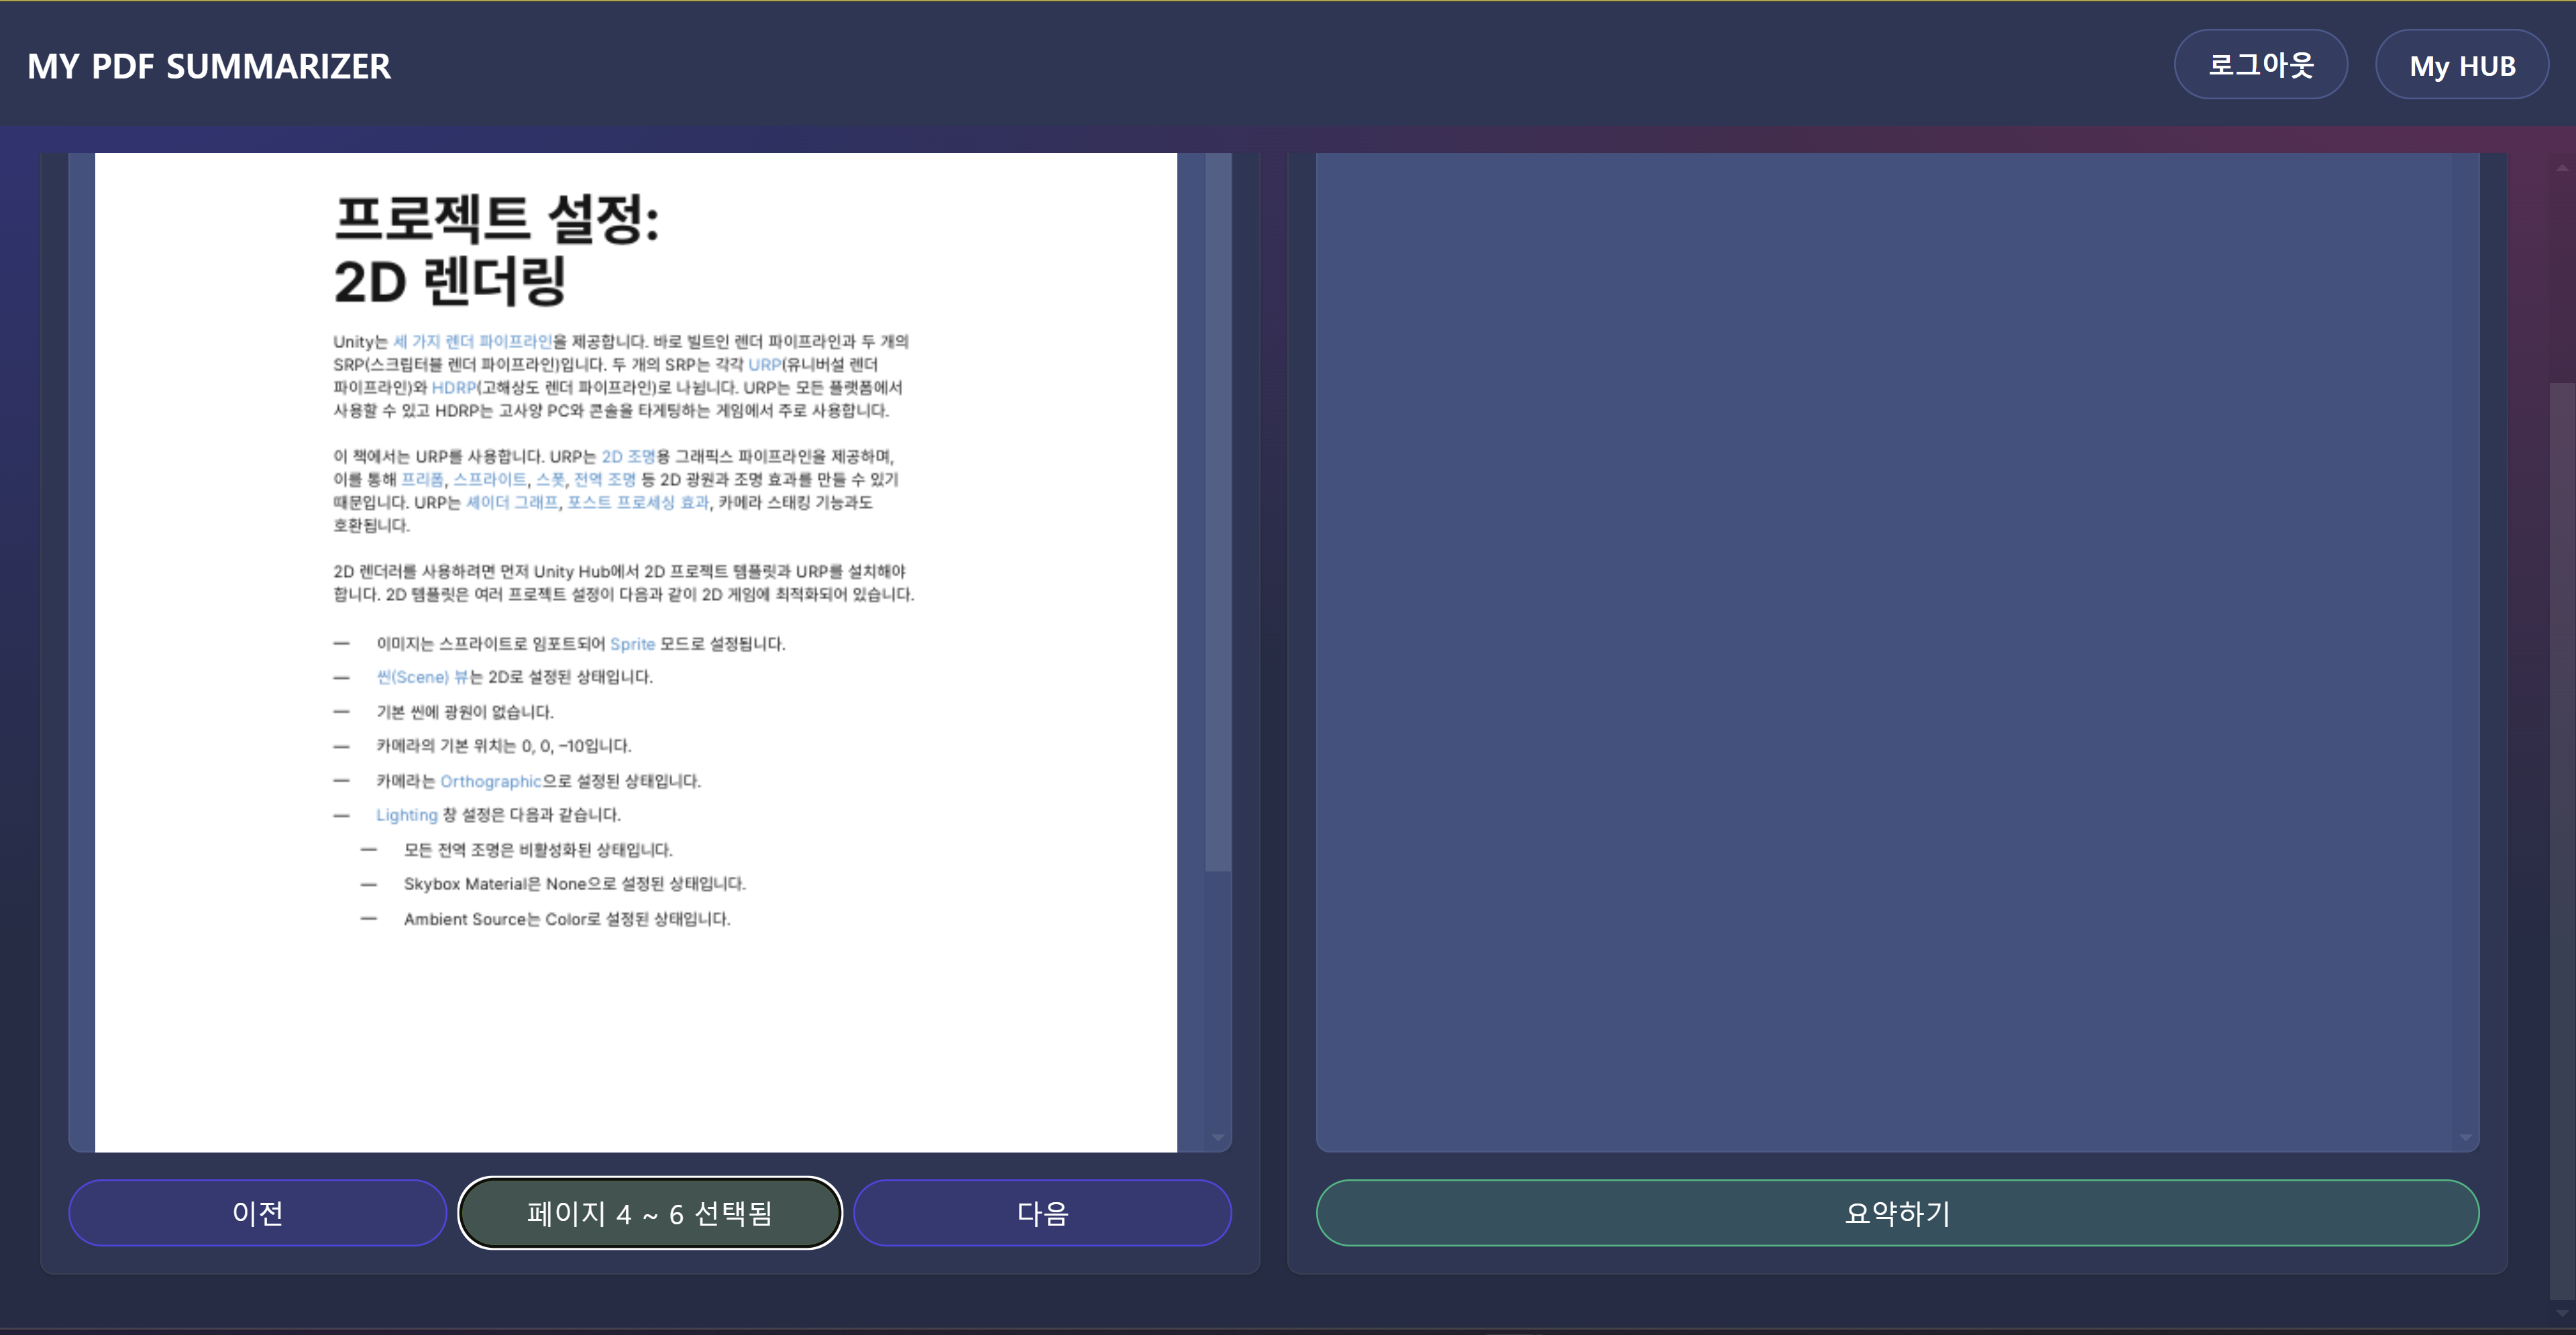 MY PDF SUMMARIZER
로그아웃
My HUB
프로젝트 설정:
2D 렌더링
Unity는 세 가지 렌더 파이프라인을 제공합니다. 바로 빌트인 렌더 파이프라인과 두 개의
SRP(스크립터블 렌더 파이프라인)입니다. 두 개의 SRP는 각각 URP(유니버설 렌더
파이프라인)와 HDRP(고해상도 렌더 파이프라인)로 나뉩니다. URP는 모든 플랫폼에서
사용할 수 있고 HDRP는 고사양 PC와 콘솔을 타게팅하는 게임에서 주로 사용합니다.
이 책에서는 URP를 사용합니다. URP는 2D 조명용 그래픽스 파이프라인을 제공하며,
이를 통해 프리폼, 스프라이트, 스폿, 전역 조명 등 2D 광원과 조명 효과를 만들 수 있기
때문입니다. URP는 셰이더 그래프, 포스트 프로세싱 효과, 카메라 스태킹 기능과도
호환됩니다.
2D 렌더러를 사용하려면 먼저 Unity Hub에서 2D 프로젝트 템플릿과 URP를 설치해야
합니다. 2D 템플릿은 여러 프로젝트 설정이 다음과 같이 2D 게임에 최적화되어 있습니다.
— 이미지는 스프라이트로 임포트되어 Sprite 모드로 설정됩니다.
— 씬(Scene) 뷰는 2D로 설정된 상태입니다.
— 기본 씬에 광원이 없습니다.
— 카메라의 기본 위치는 0, 0, –10입니다.
— 카메라는 Orthographic으로 설정된 상태입니다.
— Lighting 창 설정은 다음과 같습니다.
— 모든 전역 조명은 비활성화된 상태입니다.
— Skybox Material은 None으로 설정된 상태입니다.
— Ambient Source는 Color로 설정된 상태입니다.
이전
페이지 4 ~ 6 선택됨
다음
요약하기